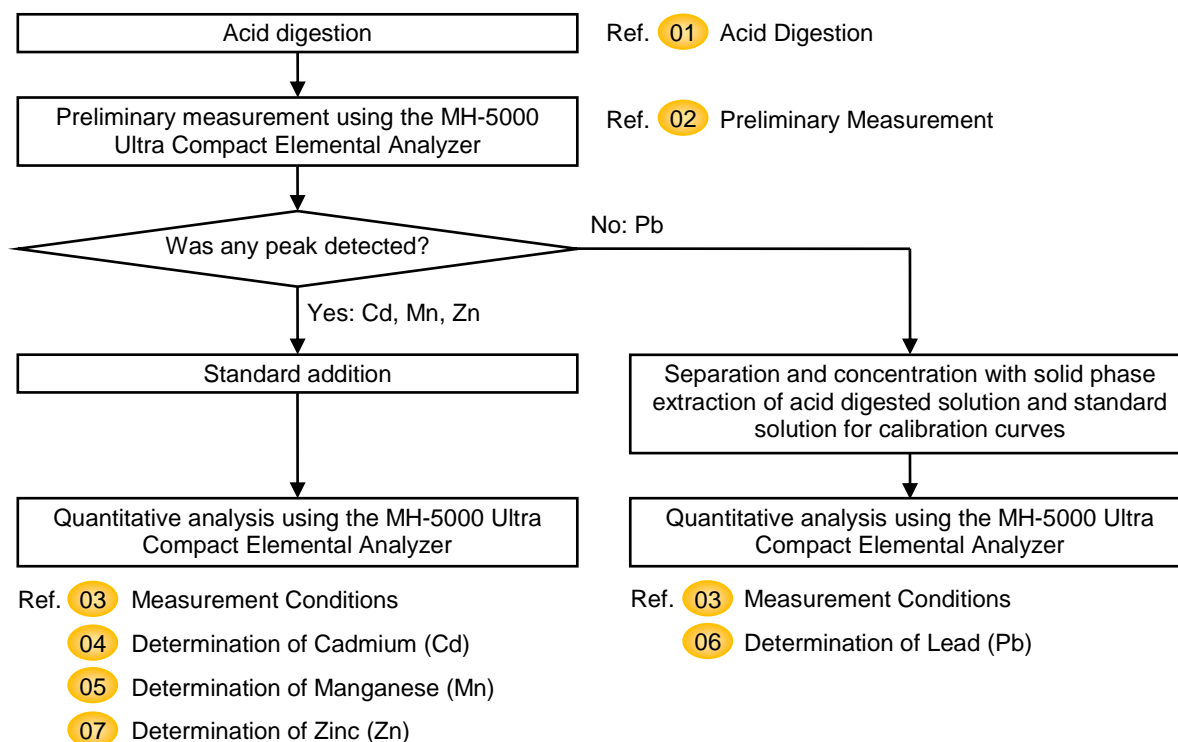 Acid digestion
Ref. 01 Acid Digestion
Preliminary measurement using the MH-5000
Ultra Compact Elemental Analyzer
Ref. 02 Preliminary Measurement
Was any peak detected?
No: Pb
Yes: Cd, Mn, Zn
Standard addition
Separation and concentration with solid phase
extraction of acid digested solution and standard
solution for calibration curves
Quantitative analysis using the MH-5000 Ultra
Compact Elemental Analyzer
Quantitative analysis using the MH-5000 Ultra
Compact Elemental Analyzer
Ref. 03 Measurement Conditions
04 Determination of Cadmium (Cd)
05 Determination of Manganese (Mn)
07 Determination of Zinc (Zn)
Ref. 03 Measurement Conditions
06 Determination of Lead (Pb)